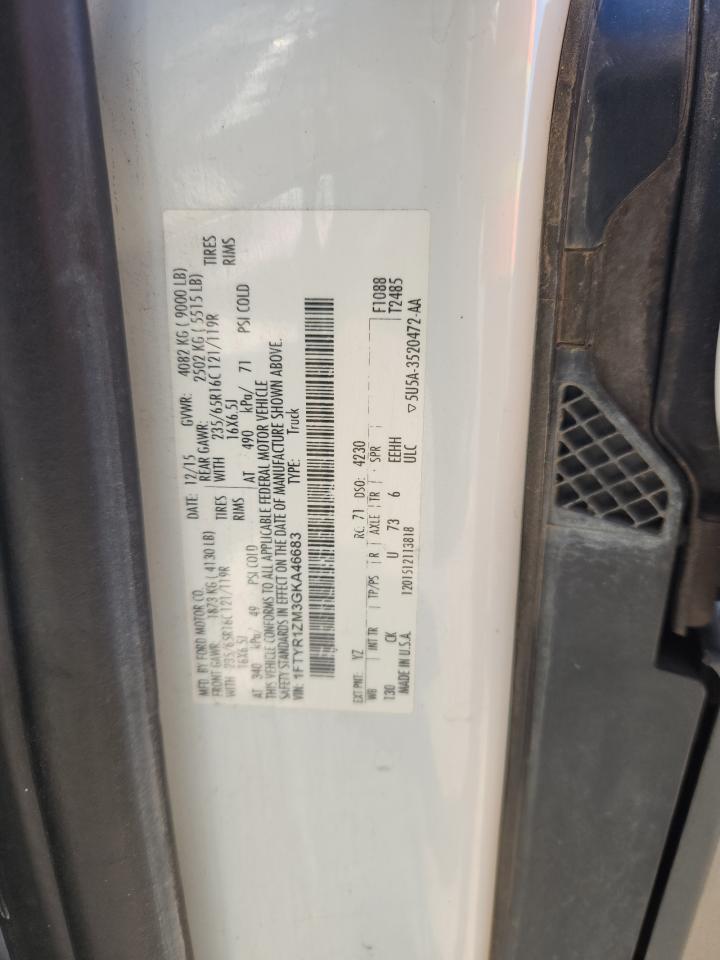 MFD. BY FORD MOTOR CO. DATE: 12/15 GVWR: 4082 KG ( 9000 LB)
FRONT GAWR: 1873 KG ( 4130 LB) REAR GAWR: 2502 KG ( 5515 LB)
WITH 235/65R16C 121/119R TIRES WITH 235/65R16C 121/119R TIRES
16X6.5J RIMS 16X6.5J RIMS
AT 340 kPa/ 49 PSI COLD AT 490 kPa/ 71 PSI COLD
THIS VEHICLE CONFORMS TO ALL APPLICABLE FEDERAL MOTOR VEHICLE
SAFETY STANDARDS IN EFFECT ON THE DATE OF MANUFACTURE SHOWN ABOVE.
VIN: 1FTYR1ZM3GKA46683 TYPE: Truck
EXT PNT: YZ RC: 71 DSO: 4230
WB INT TR TP/PS R AXLE TR SPR F1088
130 CK U 73 6 EEHH T2485
MADE IN U.S.A. ULC
1201512113818 ▽ 5U5A-3520472-AA